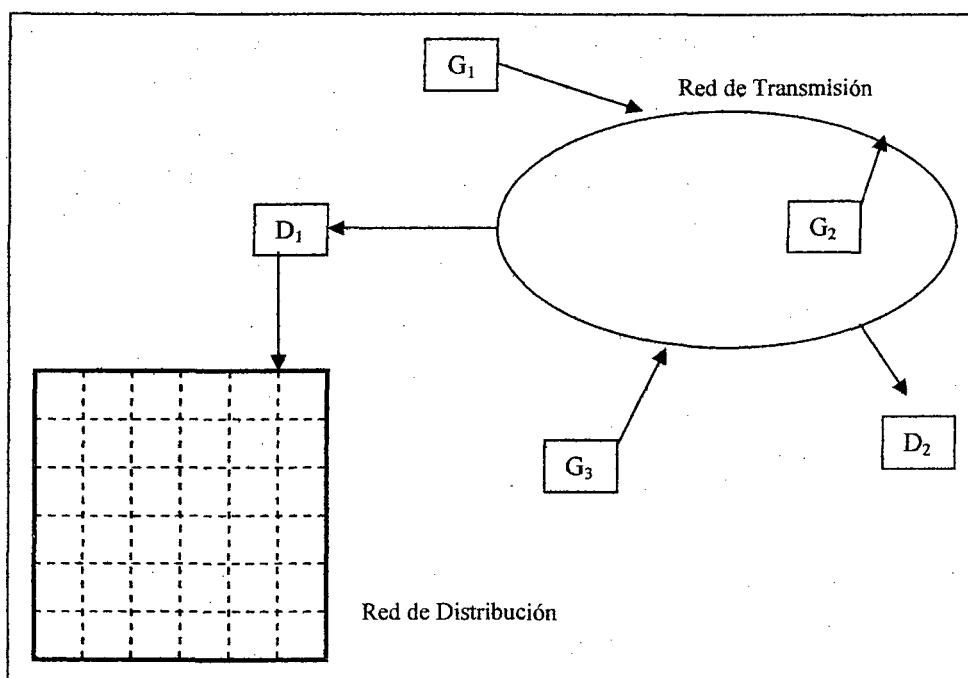 G₁
Red de Transmisión
D₁
G₂
G₃
D₂
Red de Distribución